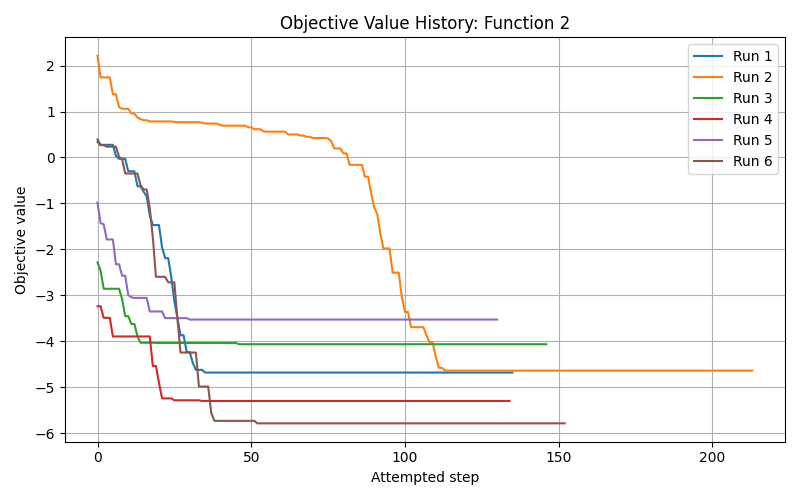 Objective Value History: Function 2
Objective value
2
1
0
−1
−2
−3
−4
−5
−6
0
50
100
150
200
Attempted step
Run 1
Run 2
Run 3
Run 4
Run 5
Run 6